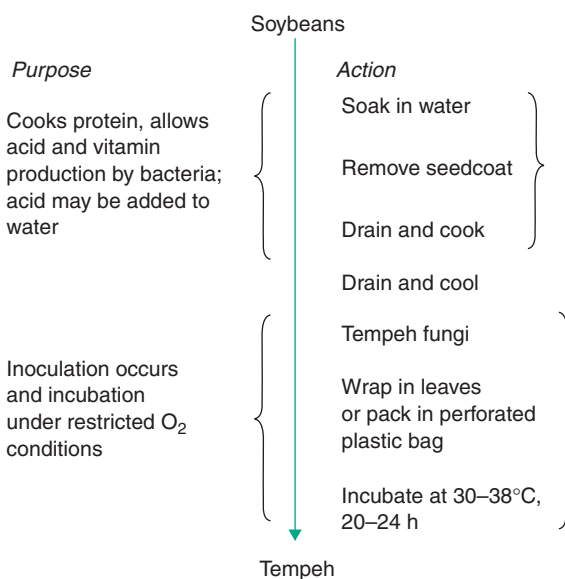 Soybeans
Purpose
Cooks protein, allows
acid and vitamin
production by bacteria;
acid may be added to
water
Inoculation occurs
and incubation
under restricted O₂
conditions
Action
Soak in water
Remove seedcoat
Drain and cook
Drain and cool
Tempeh fungi
Wrap in leaves
or pack in perforated
plastic bag
Incubate at 30–38°C,
20–24 h
Tempeh